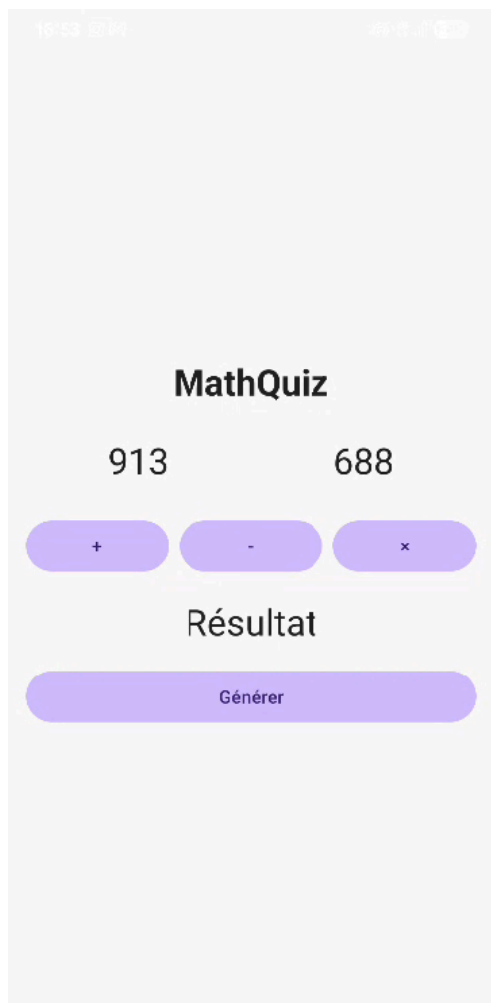 MathQuiz
913 688
+ - ×
Résultat
Générer